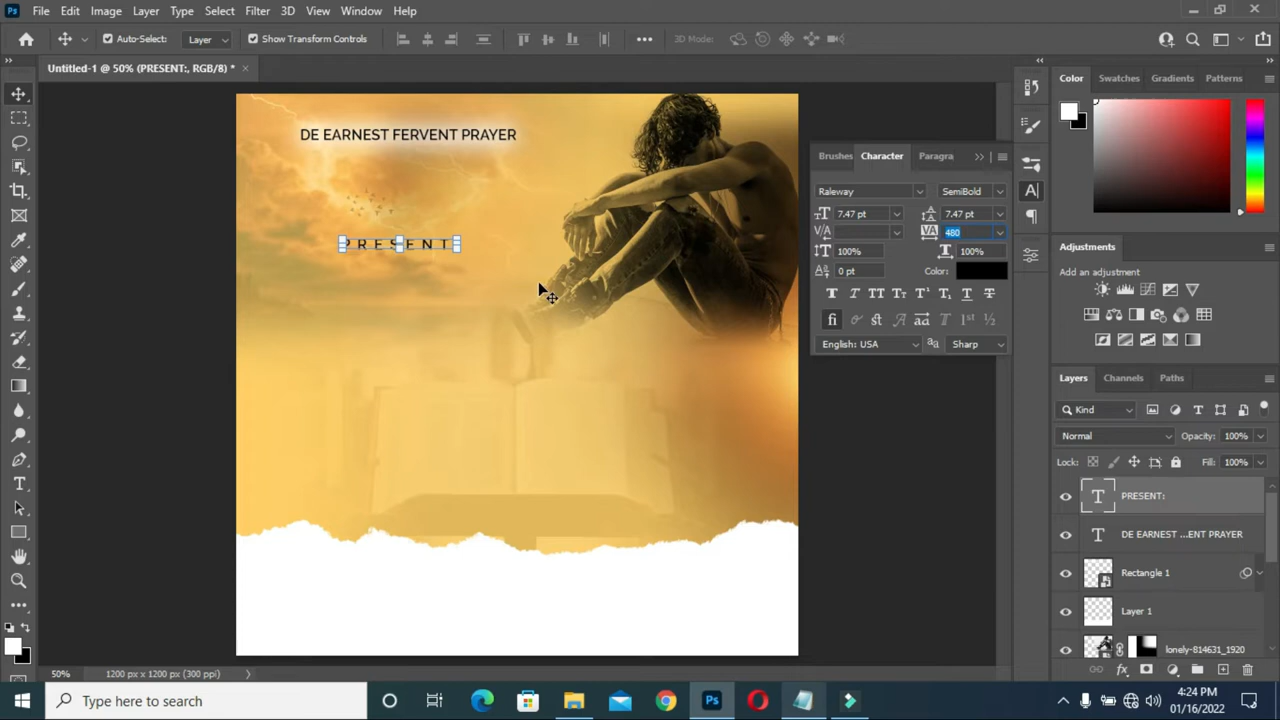 Ps File Edit Image Layer Type Select Filter 3D View Window Help
Auto-Select: Layer Show Transform Controls 3D Mode:
Untitled-1 @ 50% (PRESENT:, RGB/8) *
DE EARNEST FERVENT PRAYER
PRESENT
Brushes Character Paragra
Raleway SemiBold
7.47 pt 7.47 pt
480
100% 100%
0 pt Color:
English: USA Sharp
Color Swatches Gradients Patterns
Adjustments
Add an adjustment
Layers Channels Paths
Kind
Normal Opacity: 100%
Lock: Fill: 100%
PRESENT:
DE EARNEST ...ENT PRAYER
Rectangle 1
Layer 1
lonely-814631_1920
50% 1200 px x 1200 px (300 ppi)
Type here to search
Ps
4:24 PM
01/16/2022